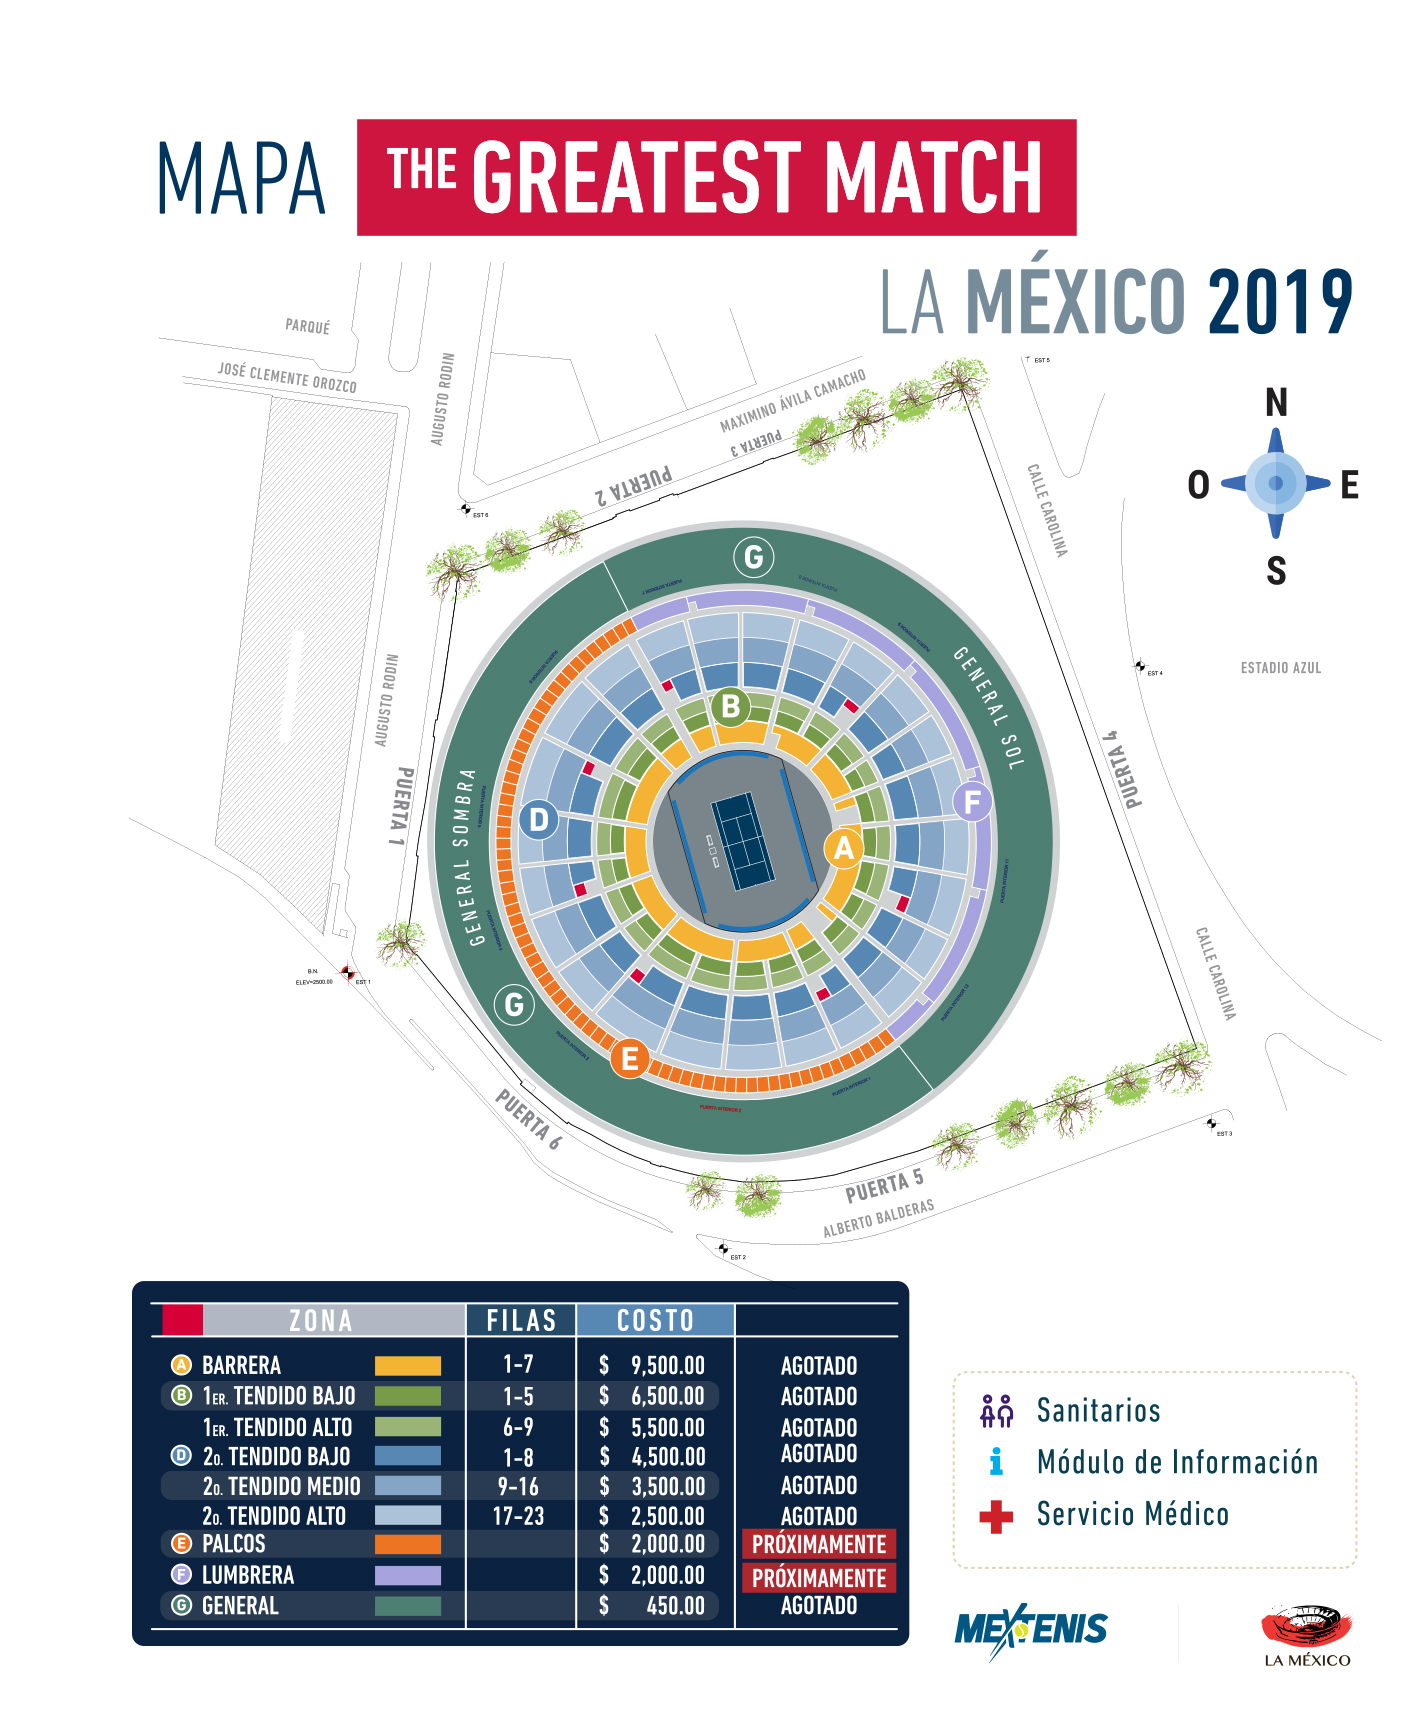 MAPA THE GREATEST MATCH
LA MÉXICO 2019
PARQUÉ
JOSÉ CLEMENTE OROZCO
AUGUSTO RODIN
MAXIMINO ÁVILA CAMACHO
PUERTA 3
PUERTA 2
EST 5
EST 6
CALLE CAROLINA
N
O
E
S
EST 4
ESTADIO AZUL
AUGUSTO RODIN
PUERTA 1
PUERTA 4
G
GENERAL SOL
GENERAL SOMBRA
B
D
F
A
G
E
B.N.
ELEV=2500.00
EST 1
CALLE CAROLINA
PUERTA INTERIOR 2
PUERTA 6
PUERTA 5
ALBERTO BALDERAS
EST 3
EST 2
ZONA FILAS COSTO
A BARRERA 1-7 $ 9,500.00 AGOTADO
B 1ER. TENDIDO BAJO 1-5 $ 6,500.00 AGOTADO
1ER. TENDIDO ALTO 6-9 $ 5,500.00 AGOTADO
D 2O. TENDIDO BAJO 1-8 $ 4,500.00 AGOTADO
2O. TENDIDO MEDIO 9-16 $ 3,500.00 AGOTADO
2O. TENDIDO ALTO 17-23 $ 2,500.00 AGOTADO
E PALCOS $ 2,000.00 PRÓXIMAMENTE
F LUMBRERA $ 2,000.00 PRÓXIMAMENTE
G GENERAL $ 450.00 AGOTADO
Sanitarios
Módulo de Información
Servicio Médico
MEXTENIS
LA MÉXICO